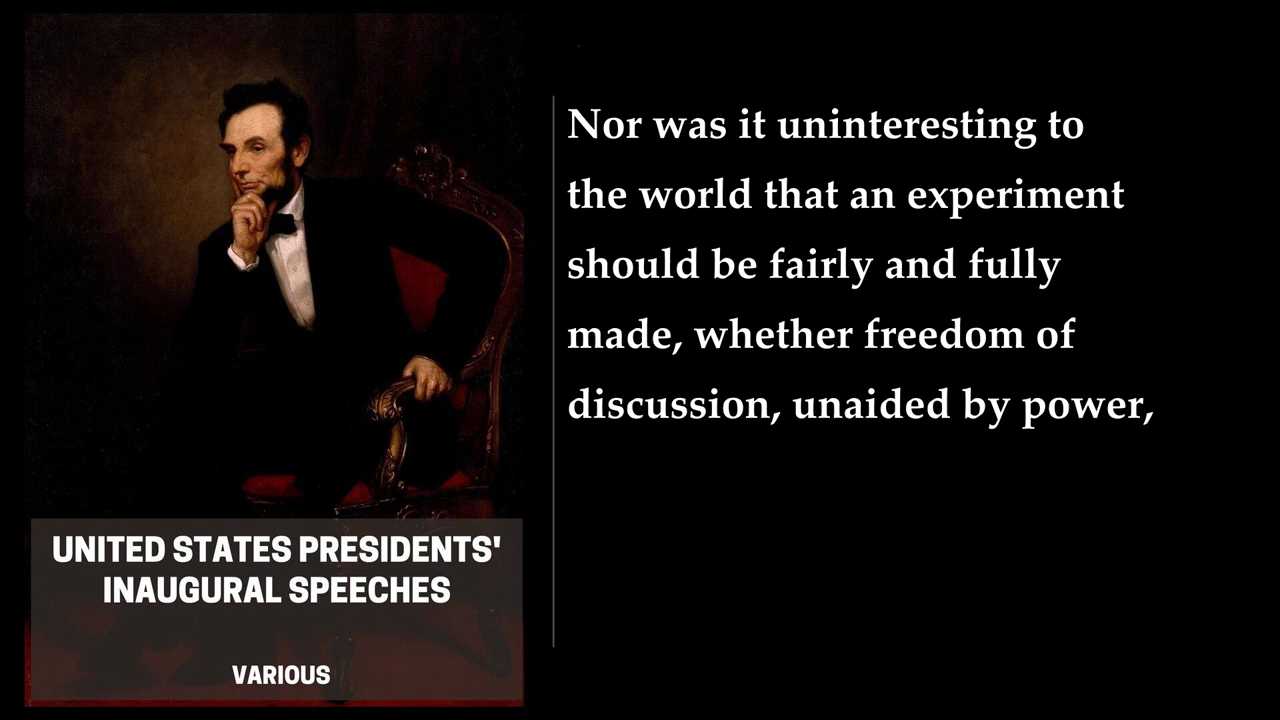 Nor was it uninteresting to
the world that an experiment
should be fairly and fully
made, whether freedom of
discussion, unaided by power,
UNITED STATES PRESIDENTS'
INAUGURAL SPEECHES
VARIOUS